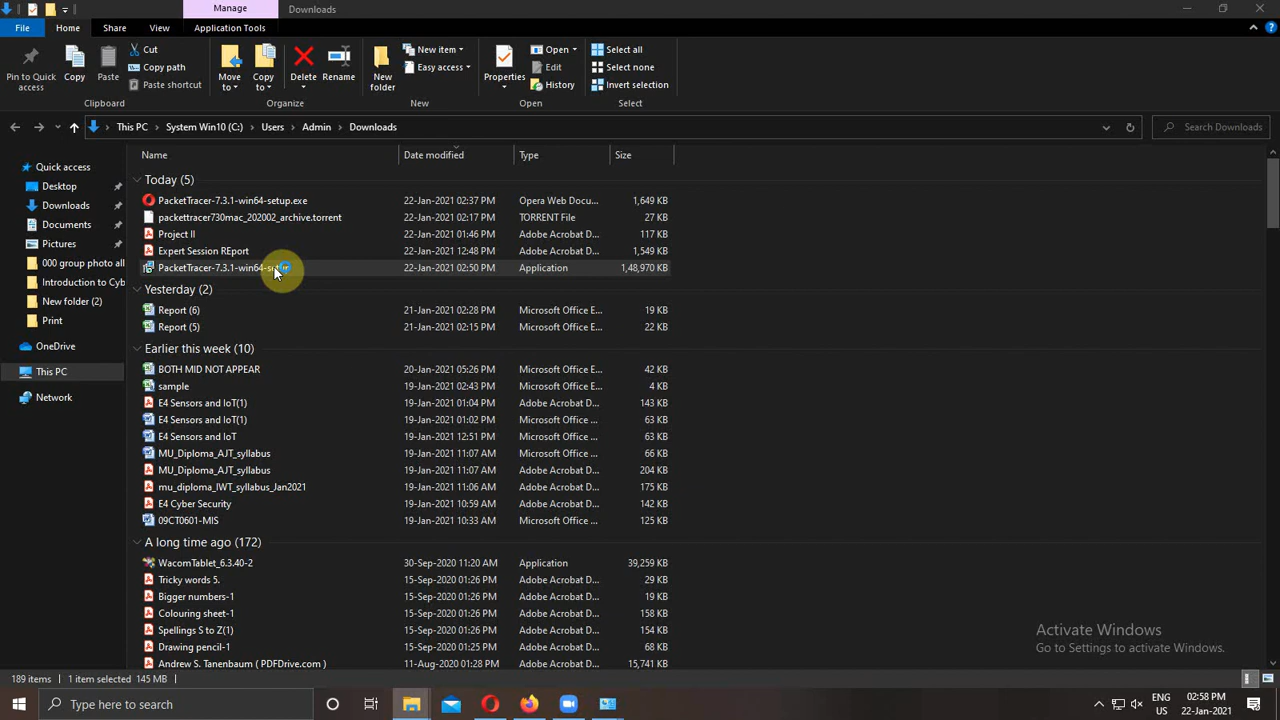 Manage
Downloads
File
Home
Share
View
Application Tools
Pin to Quick access
Copy
Paste
Cut
Copy path
Paste shortcut
Clipboard
Move to
Copy to
Delete
Rename
Organize
New folder
New item
Easy access
New
Properties
Open
Edit
History
Open
Select all
Select none
Invert selection
Select
This PC
System Win10 (C:)
Users
Admin
Downloads
Search Downloads
Quick access
Desktop
Downloads
Documents
Pictures
000 group photo all
Introduction to Cyb
New folder (2)
Print
OneDrive
This PC
Network
Name Date modified Type Size
Today (5)
PacketTracer-7.3.1-win64-setup.exe 22-Jan-2021 02:37 PM Opera Web Docu... 1,649 KB
packettracer730mac_202002_archive.torrent 22-Jan-2021 02:17 PM TORRENT File 27 KB
Project II 22-Jan-2021 01:46 PM Adobe Acrobat D... 117 KB
Expert Session REport 22-Jan-2021 12:48 PM Adobe Acrobat D... 1,549 KB
PacketTracer-7.3.1-win64- 22-Jan-2021 02:50 PM Application 1,48,970 KB
Yesterday (2)
Report (6) 21-Jan-2021 02:28 PM Microsoft Office E... 19 KB
Report (5) 21-Jan-2021 02:15 PM Microsoft Office E... 22 KB
Earlier this week (10)
BOTH MID NOT APPEAR 20-Jan-2021 05:26 PM Microsoft Office E... 42 KB
sample 19-Jan-2021 02:43 PM Microsoft Office E... 4 KB
E4 Sensors and IoT(1) 19-Jan-2021 01:04 PM Adobe Acrobat D... 143 KB
E4 Sensors and IoT(1) 19-Jan-2021 01:02 PM Microsoft Office ... 63 KB
E4 Sensors and IoT 19-Jan-2021 12:51 PM Microsoft Office ... 63 KB
MU_Diploma_AJT_syllabus 19-Jan-2021 11:07 AM Microsoft Office ... 66 KB
MU_Diploma_AJT_syllabus 19-Jan-2021 11:07 AM Adobe Acrobat D... 204 KB
mu_diploma_IWT_syllabus_Jan2021 19-Jan-2021 11:06 AM Adobe Acrobat D... 175 KB
E4 Cyber Security 19-Jan-2021 10:59 AM Adobe Acrobat D... 142 KB
09CT0601-MIS 19-Jan-2021 10:33 AM Microsoft Office ... 125 KB
A long time ago (172)
WacomTablet_6.3.40-2 30-Sep-2020 11:20 AM Application 39,259 KB
Tricky words 5. 15-Sep-2020 01:26 PM Adobe Acrobat D... 29 KB
Bigger numbers-1 15-Sep-2020 01:26 PM Adobe Acrobat D... 19 KB
Colouring sheet-1 15-Sep-2020 01:26 PM Adobe Acrobat D... 158 KB
Spellings S to Z(1) 15-Sep-2020 01:26 PM Adobe Acrobat D... 154 KB
Drawing pencil-1 15-Sep-2020 01:25 PM Adobe Acrobat D... 68 KB
Andrew S. Tanenbaum ( PDFDrive.com ) 11-Aug-2020 01:28 PM Adobe Acrobat D... 15,741 KB
Activate Windows
Go to Settings to activate Windows.
189 items
1 item selected 145 MB
Type here to search
ENG
US
02:58 PM
22-Jan-2021